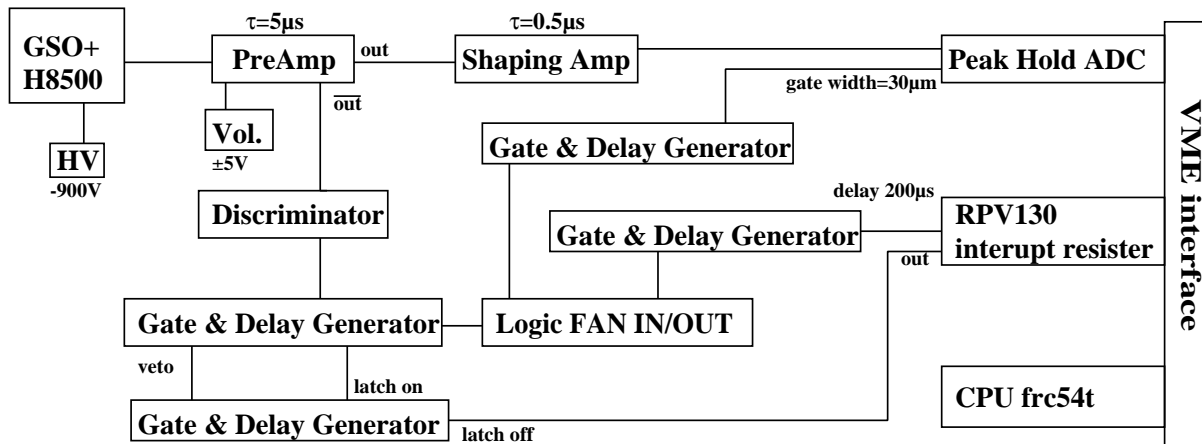 τ=5μs
τ=0.5μs
GSO+
H8500
PreAmp
out
Shaping Amp
Peak Hold ADC
gate width=30μm
out
Vol.
±5V
HV
-900V
Gate & Delay Generator
VME interface
Discriminator
delay 200μs
Gate & Delay Generator
RPV130
interupt resister
out
Gate & Delay Generator
Logic FAN IN/OUT
veto
latch on
Gate & Delay Generator
latch off
CPU frc54t